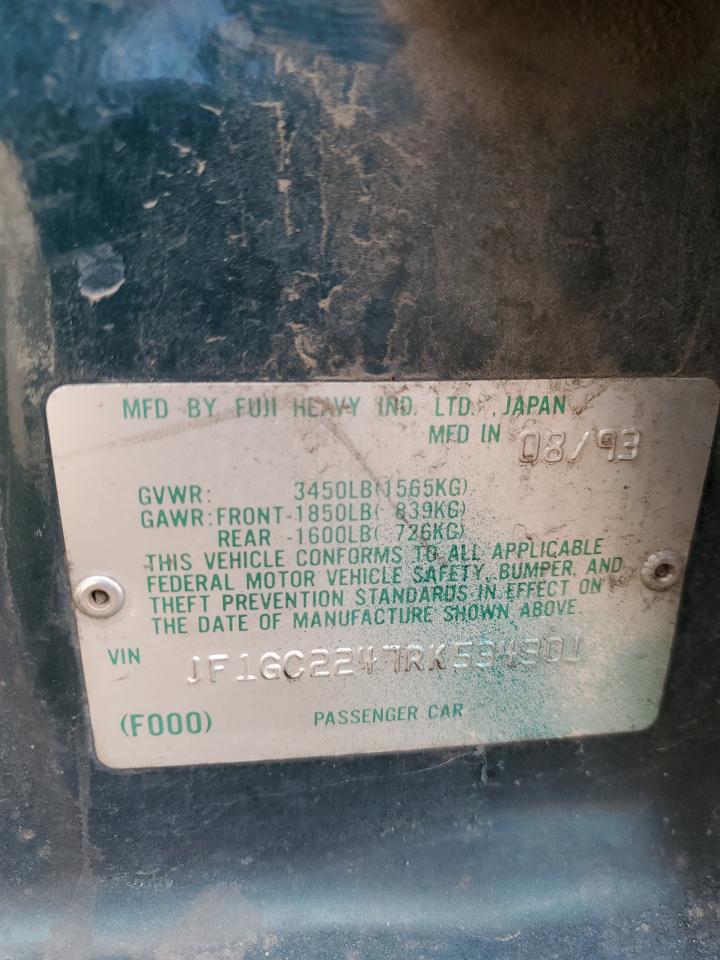 MFD BY FUJI HEAVY IND. LTD., JAPAN
MFD IN 08/93
GVWR: 3450LB(1565KG)
GAWR:FRONT-1850LB( 839KG)
REAR -1600LB( 726KG)
THIS VEHICLE CONFORMS TO ALL APPLICABLE
FEDERAL MOTOR VEHICLE SAFETY, BUMPER, AND
THEFT PREVENTION STANDARDS IN EFFECT ON
THE DATE OF MANUFACTURE SHOWN ABOVE
VIN
(F000) PASSENGER CAR